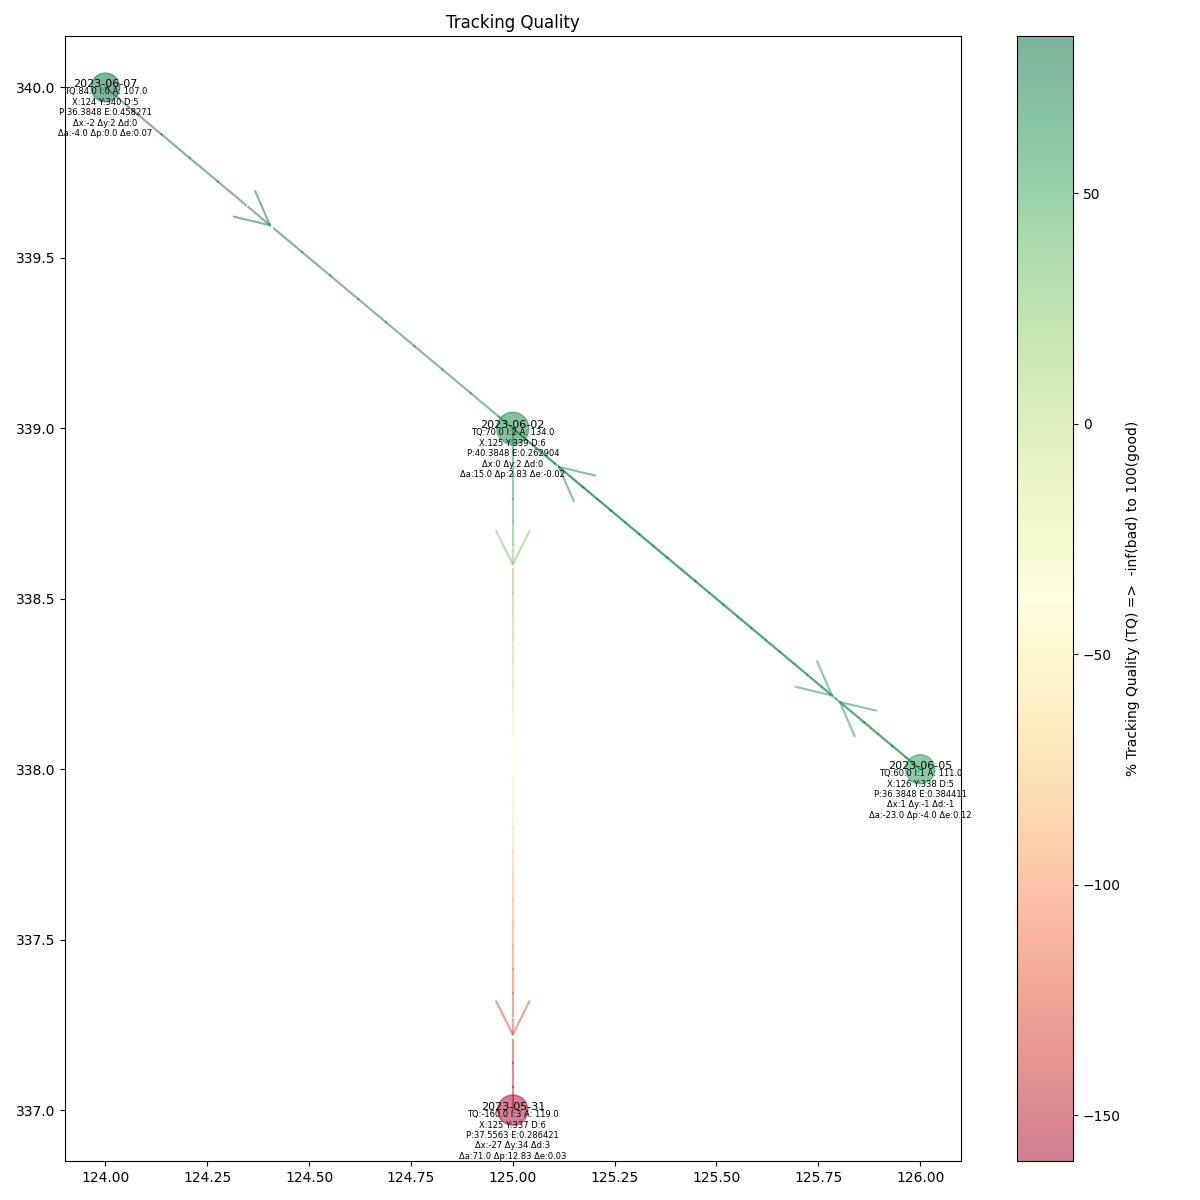 Tracking Quality
340.0
339.5
339.0
338.5
338.0
337.5
337.0
2023-06-07
TQ:84.0 I:0 A: 107.0
X:124 Y:340 D:5
P:36.3848 E:0.458271
Δx:-2 Δy:2 Δd:0
Δa:-4.0 Δp:0.0 Δe:0.07
2023-06-02
TQ:70.0 I:2 A: 134.0
X:125 Y:339 D:6
P:40.3848 E:0.262904
Δx:0 Δy:2 Δd:0
Δa:15.0 Δp:2.83 Δe:-0.02
2023-06-05
TQ:60.0 I:1 A: 111.0
X:126 Y:338 D:5
P:36.3848 E:0.384411
Δx:1 Δy:-1 Δd:-1
Δa:-23.0 Δp:-4.0 Δe:0.12
2023-05-31
TQ:-160.0 I:3 A: 119.0
X:125 Y:337 D:6
P:37.5563 E:0.286421
Δx:-27 Δy:34 Δd:3
Δa:71.0 Δp:12.83 Δe:0.03
124.00 124.25 124.50 124.75 125.00 125.25 125.50 125.75 126.00
50
0
−50
−100
−150
% Tracking Quality (TQ) => -inf(bad) to 100(good)